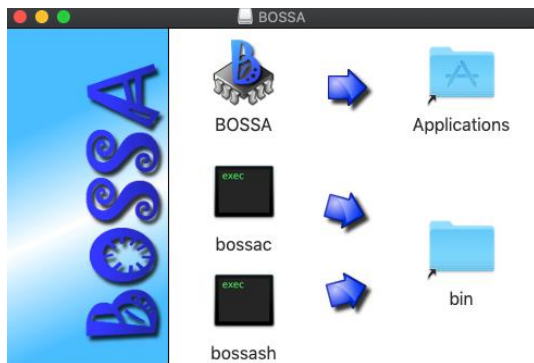 BOSSA
BOSSA
BOSSA
Applications
exec
bossac
exec
bin
bossash